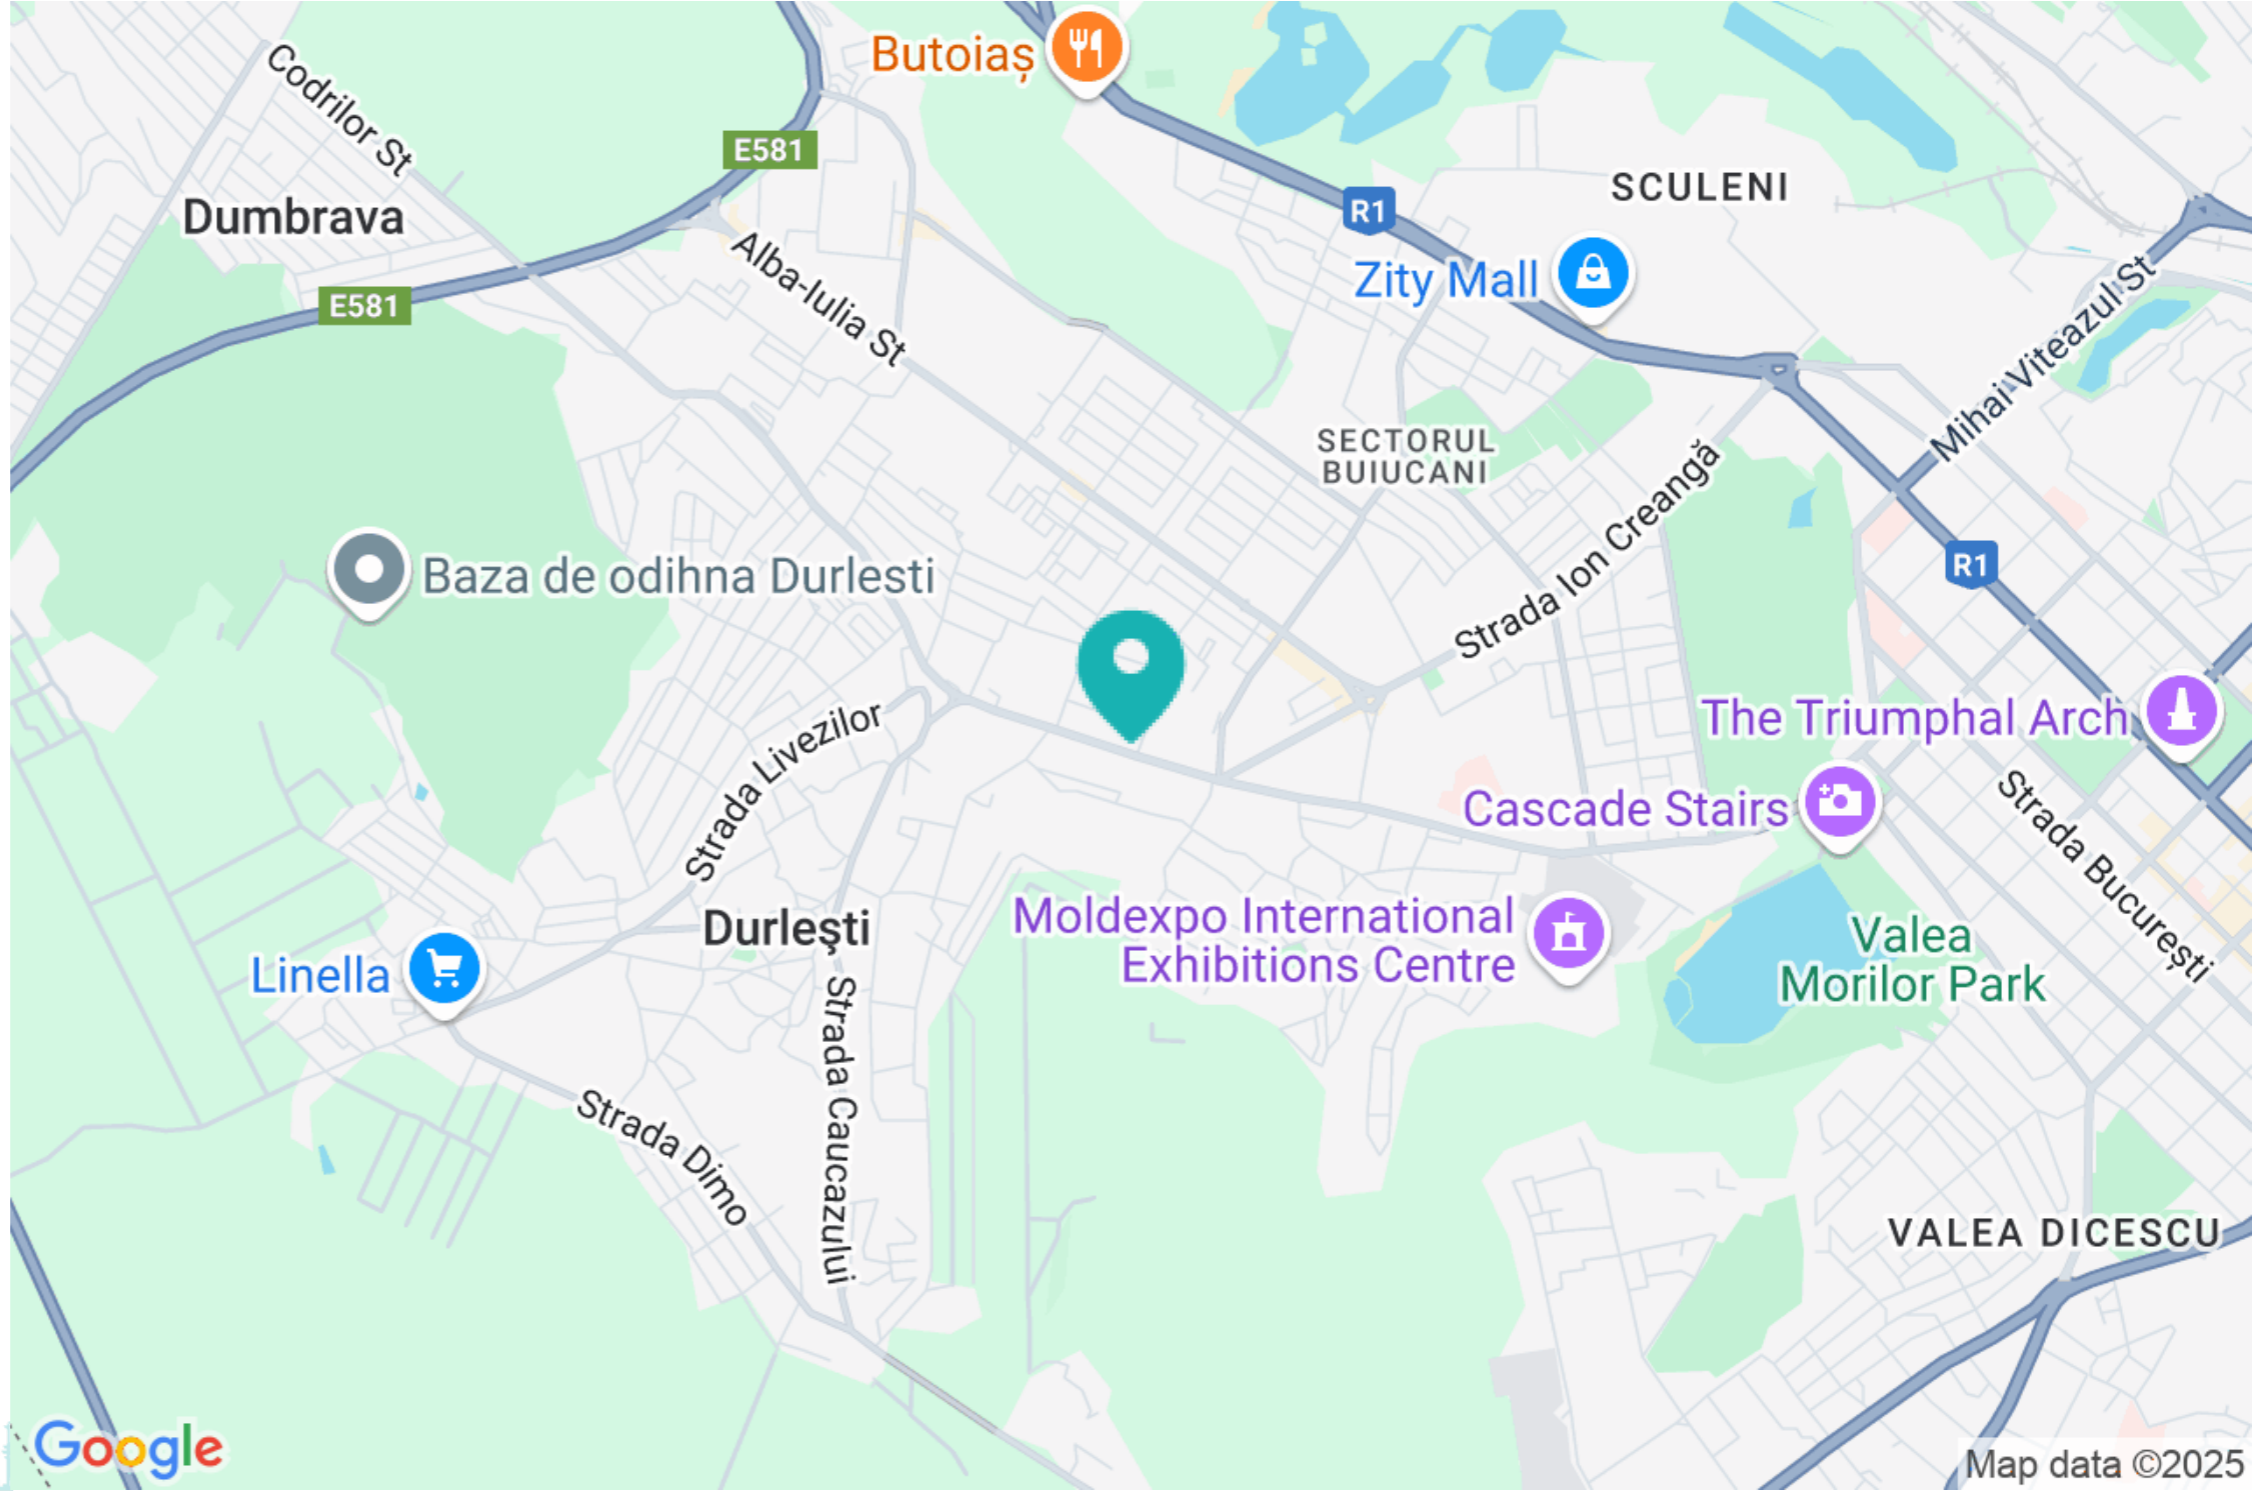 Butoiaș
Codrilor St
E581
SCULENI
Dumbrava
R1
Alba-Iulia St
Zity Mall
E581
Mihai Viteazul St
SECTORUL
BUIUCANI
Strada Ion Creangă
R1
Baza de odihna Durlesti
The Triumphal Arch
Strada Livezilor
Cascade Stairs
Strada București
Durlești
Moldexpo International
Exhibitions Centre
Valea
Morilor Park
Linella
Strada Caucazului
Strada Dimo
VALEA DICESCU
Google
Map data ©2025